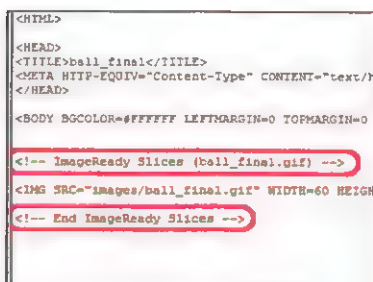 <HTML>
<HEAD>
<TITLE>ball_final</TITLE>
<META HTTP-EQUIV="Content-Type" CONTENT="text/h
</HEAD>
<BODY BGCOLOR=#FFFFFF LEFTMARGIN=0 TOPMARGIN=0
<!-- ImageReady Slices (ball_final.gif) -->
<IMG SRC="images/ball_final.gif" WIDTH=60 HEIGH
<!-- End ImageReady Slices -->